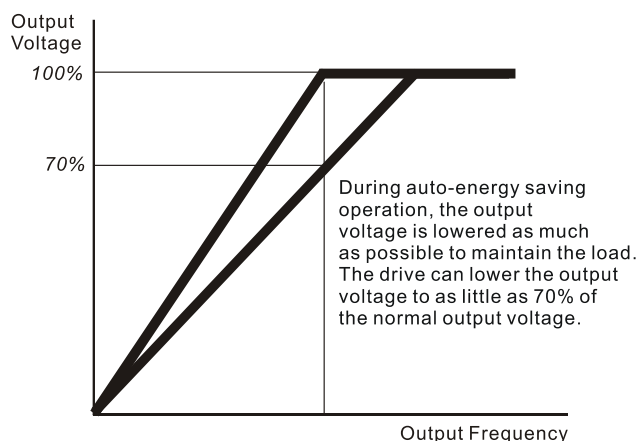 Output
Voltage
100%
70%
During auto-energy saving
operation, the output
voltage is lowered as much
as possible to maintain the load.
The drive can lower the output
voltage to as little as 70% of
the normal output voltage.
Output Frequency